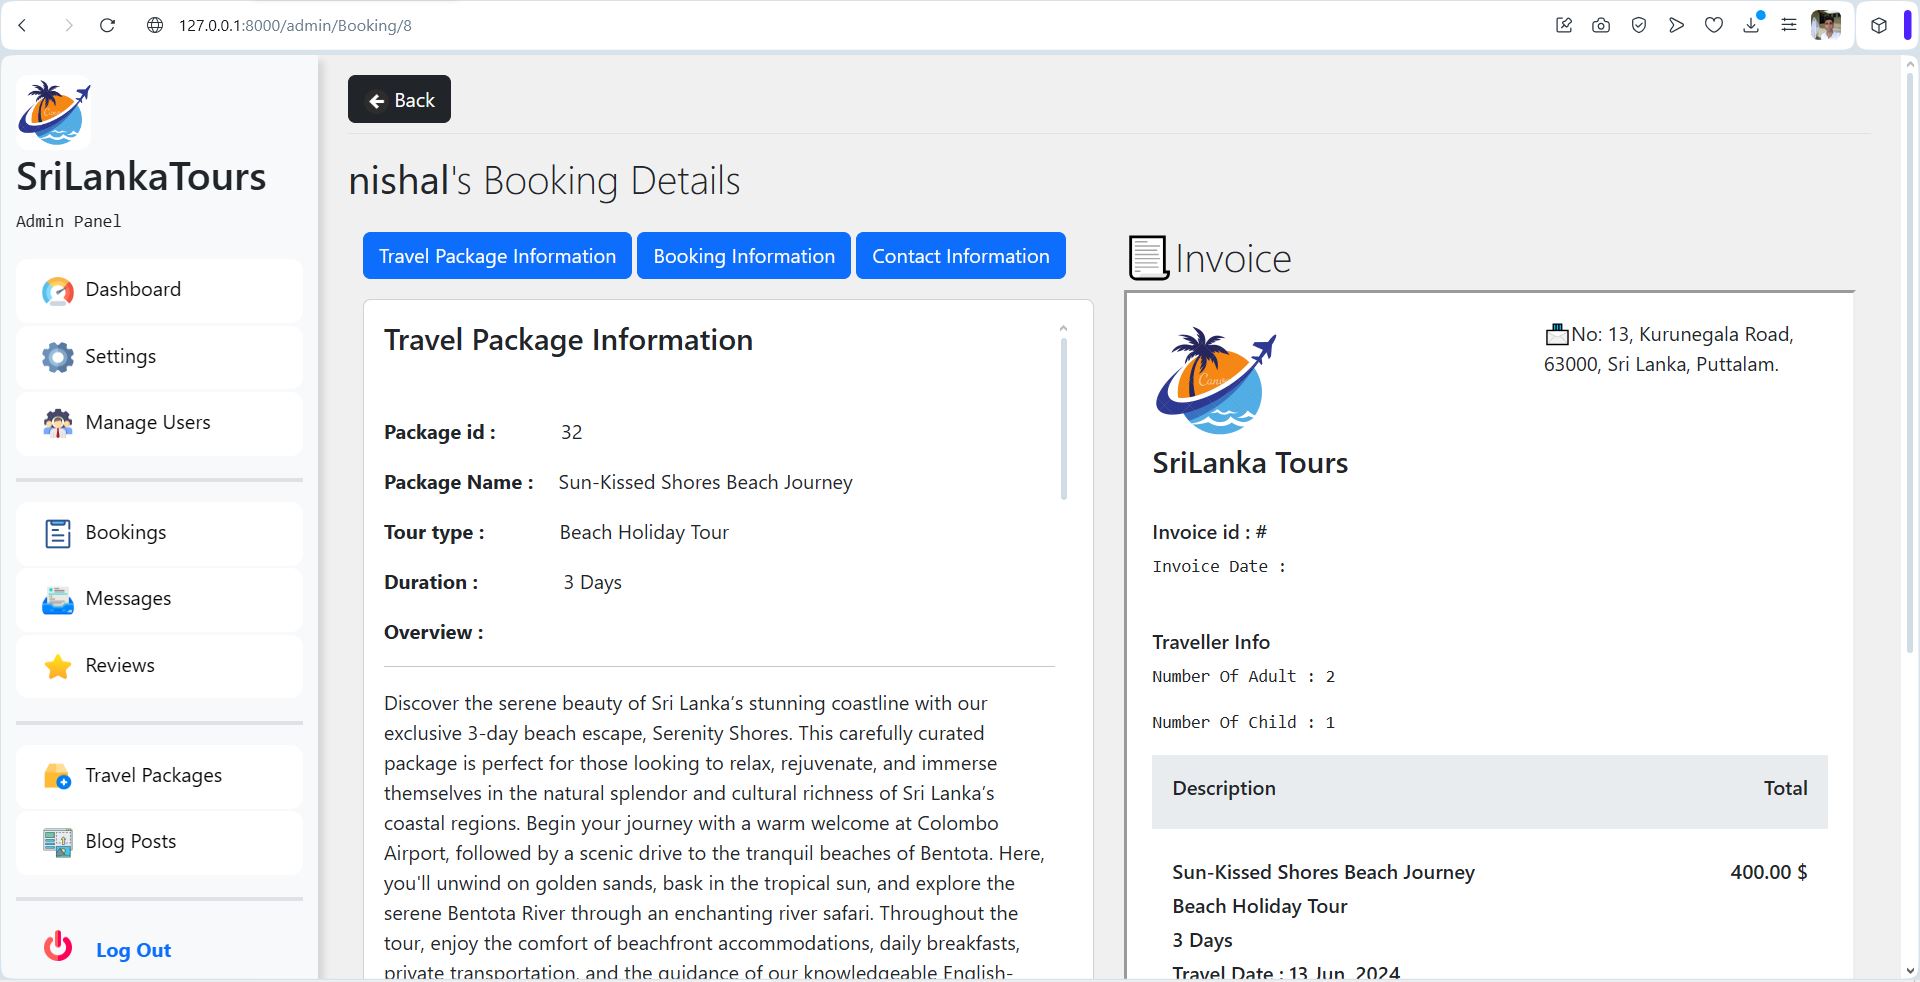 127.0.0.1:8000/admin/Booking/8
SriLankaTours
Admin Panel
Dashboard
Settings
Manage Users
Bookings
Messages
Reviews
Travel Packages
Blog Posts
Log Out
Back
nishal's Booking Details
Travel Package Information
Booking Information
Contact Information
Travel Package Information
Package id : 32
Package Name : Sun-Kissed Shores Beach Journey
Tour type : Beach Holiday Tour
Duration : 3 Days
Overview :
Discover the serene beauty of Sri Lanka’s stunning coastline with our
exclusive 3-day beach escape, Serenity Shores. This carefully curated
package is perfect for those looking to relax, rejuvenate, and immerse
themselves in the natural splendor and cultural richness of Sri Lanka’s
coastal regions. Begin your journey with a warm welcome at Colombo
Airport, followed by a scenic drive to the tranquil beaches of Bentota. Here,
you'll unwind on golden sands, bask in the tropical sun, and explore the
serene Bentota River through an enchanting river safari. Throughout the
tour, enjoy the comfort of beachfront accommodations, daily breakfasts,
private transportation, and the guidance of our knowledgeable English-
Invoice
Canva
No: 13, Kurunegala Road,
63000, Sri Lanka, Puttalam.
SriLanka Tours
Invoice id : #
Invoice Date :
Traveller Info
Number Of Adult : 2
Number Of Child : 1
Description Total
Sun-Kissed Shores Beach Journey 400.00 $
Beach Holiday Tour
3 Days
Travel Date : 13 Jun, 2024